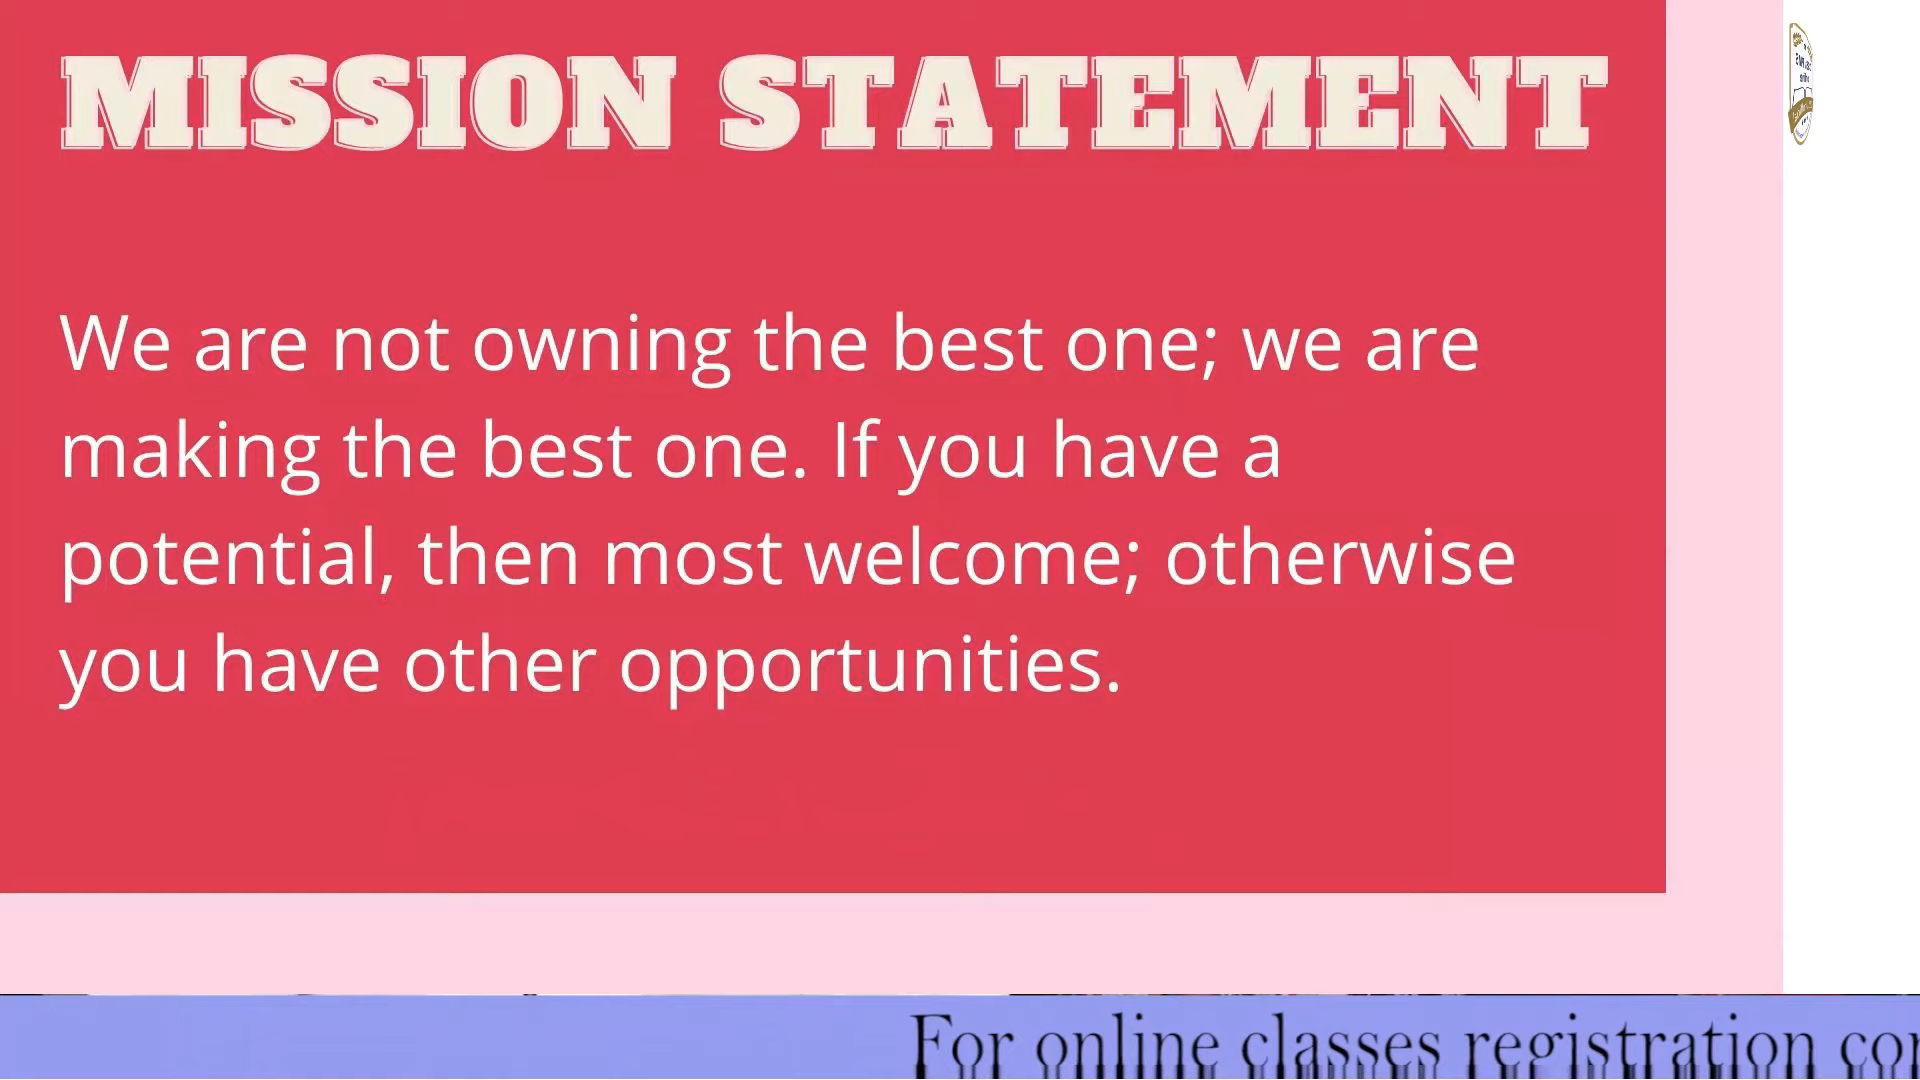 MISSION STATEMENT
We are not owning the best one; we are
making the best one. If you have a
potential, then most welcome; otherwise
you have other opportunities.
For online classes registration